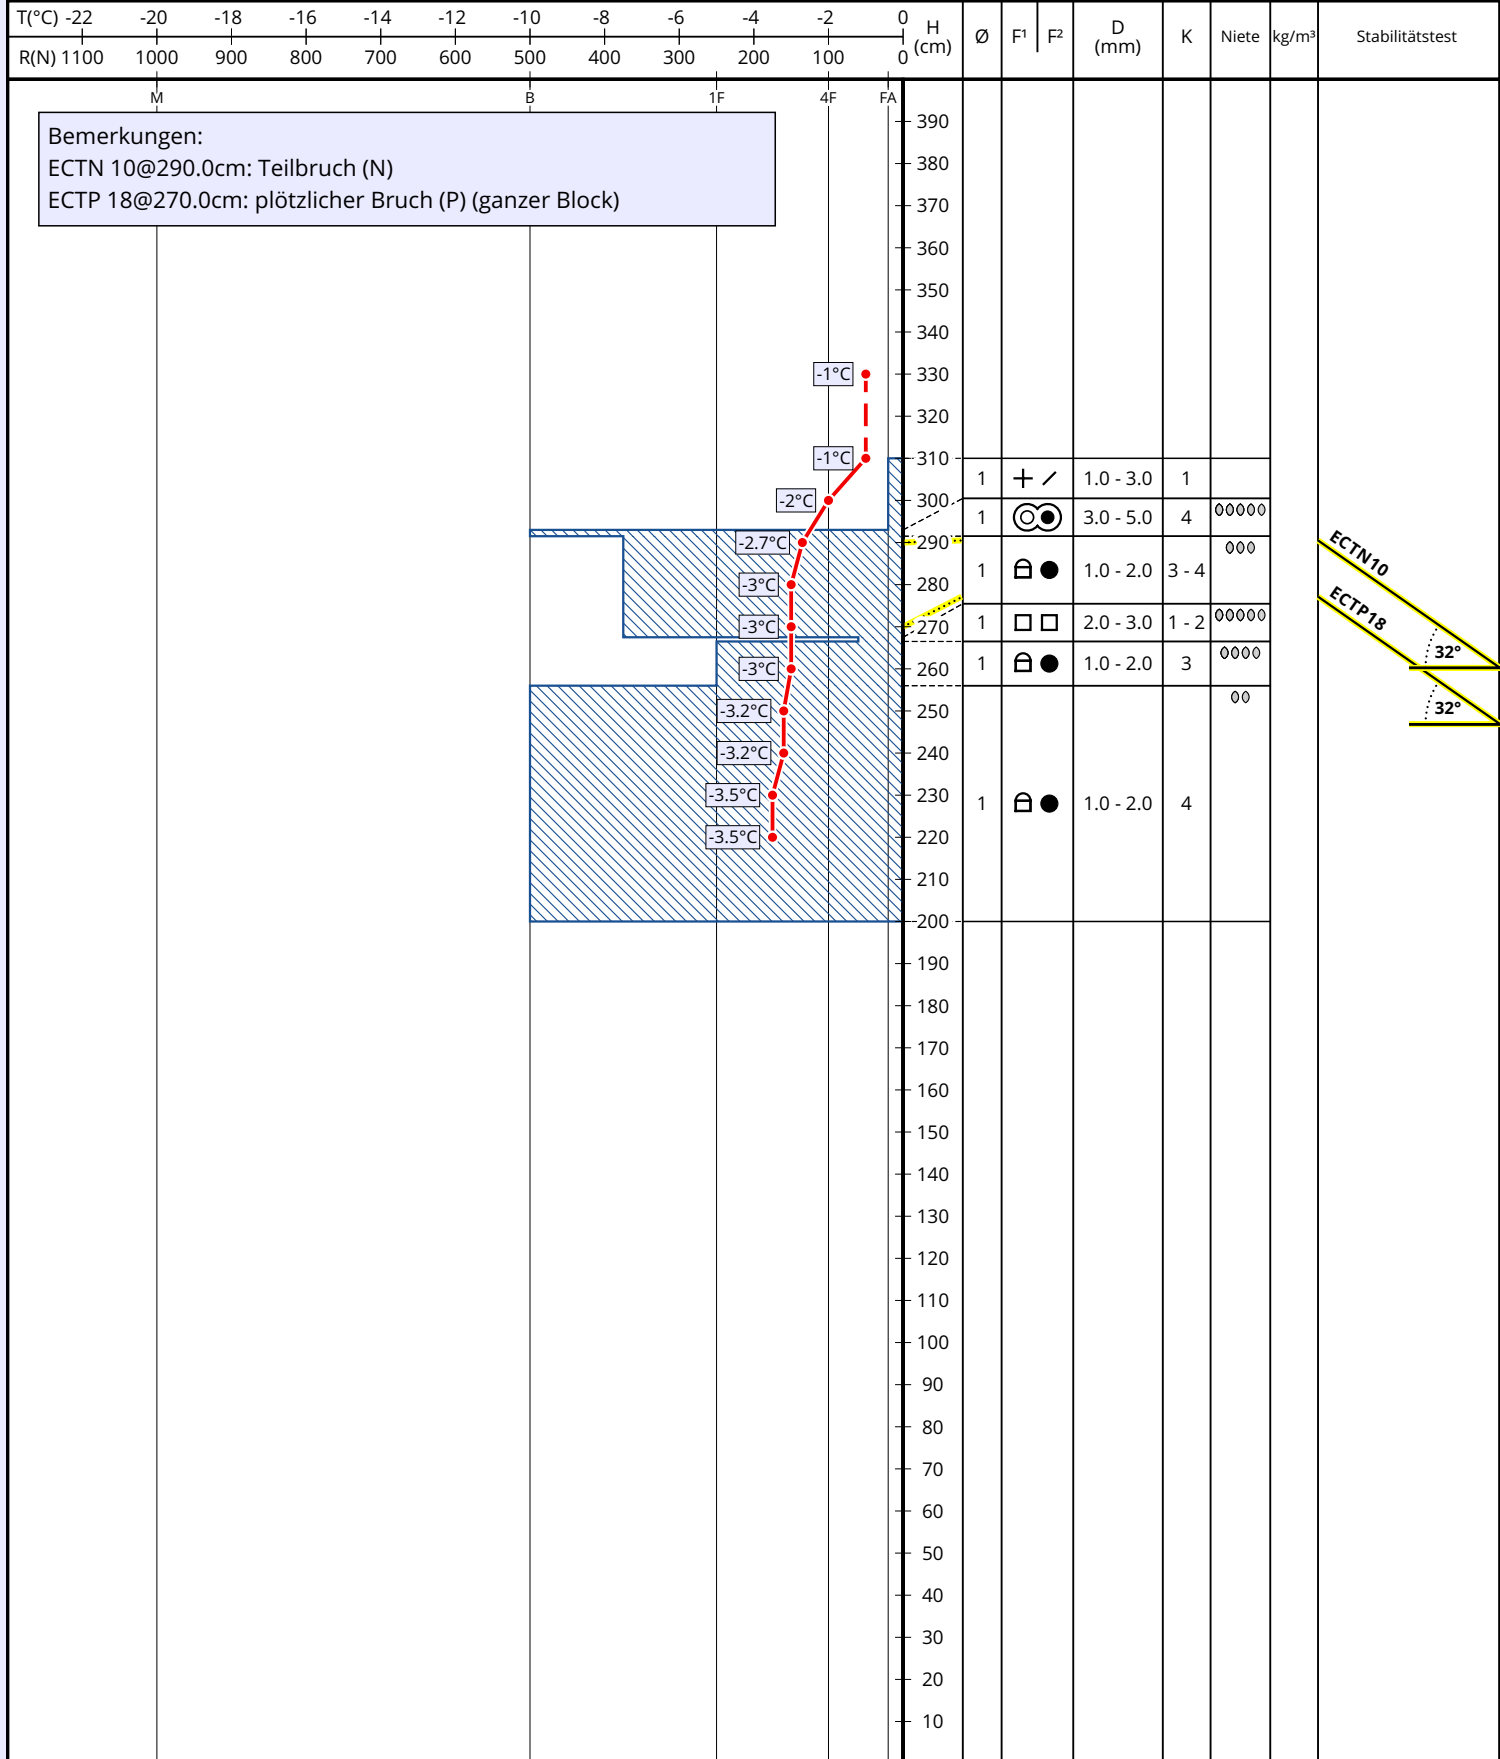 T(°C) -22 -20 -18 -16 -14 -12 -10 -8 -6 -4 -2 0
R(N) 1100 1000 900 800 700 600 500 400 300 200 100 0
H (cm) Ø F¹ F² D (mm) K Niete kg/m³ Stabilitätstest
M B 1F 4F FA
Bemerkungen:
ECTN 10@290.0cm: Teilbruch (N)
ECTP 18@270.0cm: plötzlicher Bruch (P) (ganzer Block)
390
380
370
360
350
340
-1°C 330
320
-1°C 310
1 1.0 - 3.0 1
-2°C 300
1 3.0 - 5.0 4
-2.7°C 290
ECTN10
1 1.0 - 2.0 3 - 4
-3°C 280
ECTP18
-3°C 270
1 2.0 - 3.0 1 - 2
32°
1 1.0 - 2.0 3
-3°C 260
32°
-3.2°C 250
-3.2°C 240
-3.5°C 230
1 1.0 - 2.0 4
-3.5°C 220
210
200
190
180
170
160
150
140
130
120
110
100
90
80
70
60
50
40
30
20
10